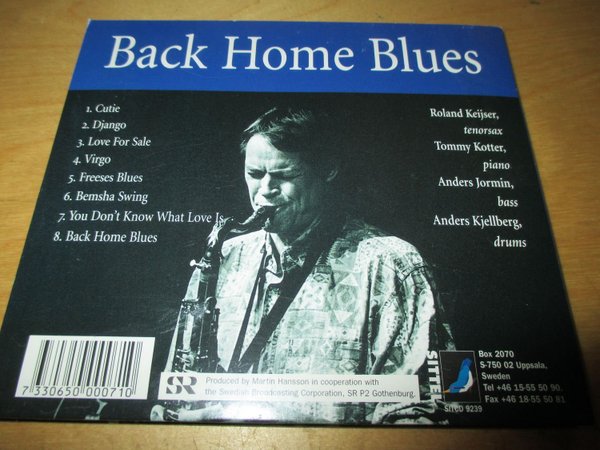 Back Home Blues
1. Cutie
2. Django
3. Love For Sale
4. Virgo
5. Freeses Blues
6. Bemsha Swing
7. You Don't Know What Love Is
8. Back Home Blues
Roland Keijser,
tenorsax
Tommy Kotter,
piano
Anders Jormin,
bass
Anders Kjellberg,
drums
7 330650 000710
SR
Produced by Martin Hansson in cooperation with
the Swedish Broadcasting Corporation, SR P2 Gothenburg.
SITTEL
Box 2070
S-750 02 Uppsala,
Sweden
Tel +46 18-55 50 90.
Fax +46 18-55 50 81
SITCD 9239